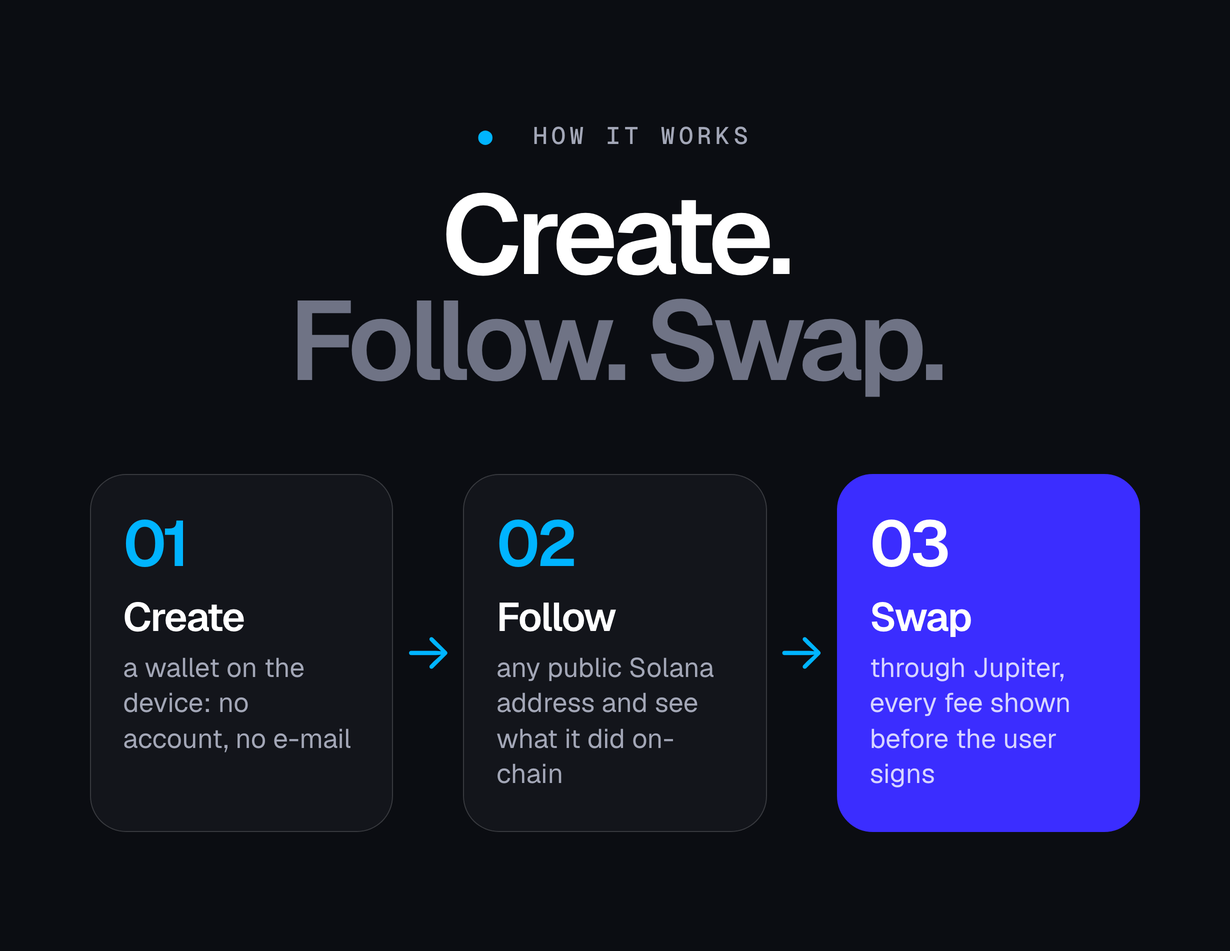 HOW IT WORKS
Create.
Follow. Swap.
01
Create
a wallet on the
device: no
account, no e-mail
02
Follow
any public Solana
address and see
what it did on-
chain
03
Swap
through Jupiter,
every fee shown
before the user
signs